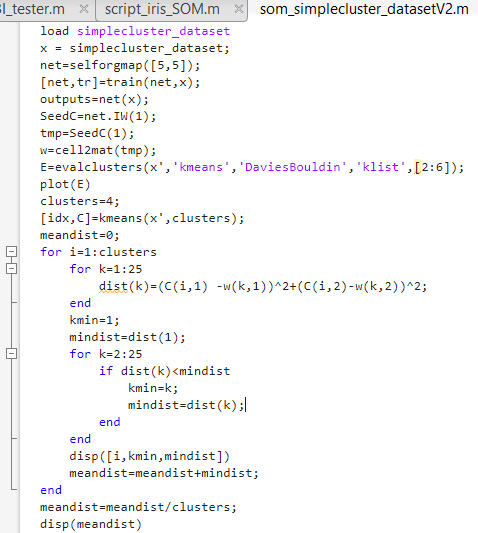 script_iris_SOM.m
som_simplecluster_datasetV2.m
load simplecluster_dataset
x = simplecluster_dataset;
net=selforgmap([5,5]);
[net,tr]=train(net,x);
outputs=net(x);
SeedC=net.IW(1);
tmp=SeedC(1);
w=cell2mat(tmp);
E=evalclusters(x','kmeans','DaviesBouldin','klist',[2:6]);
plot(E)
clusters=4;
[idx,C]=kmeans(x',clusters);
meandist=0;
for i=1:clusters
    for k=1:25
        dist(k)=(C(i,1) -w(k,1))^2+(C(i,2)-w(k,2))^2;
    end
    kmin=1;
    mindist=dist(1);
    for k=2:25
        if dist(k)<mindist
            kmin=k;
            mindist=dist(k);
        end
    end
    disp([i,kmin,mindist])
    meandist=meandist+mindist;
end
meandist=meandist/clusters;
disp(meandist)